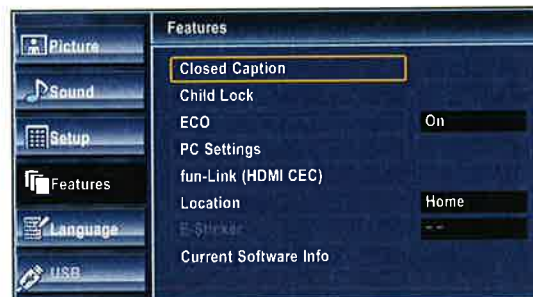 Picture
Sound
Setup
Features
Language
USB
Features
Closed Caption
Child Lock
ECO On
PC Settings
fun-Link (HDMI CEC)
Location Home
E-Sticker --
Current Software Info